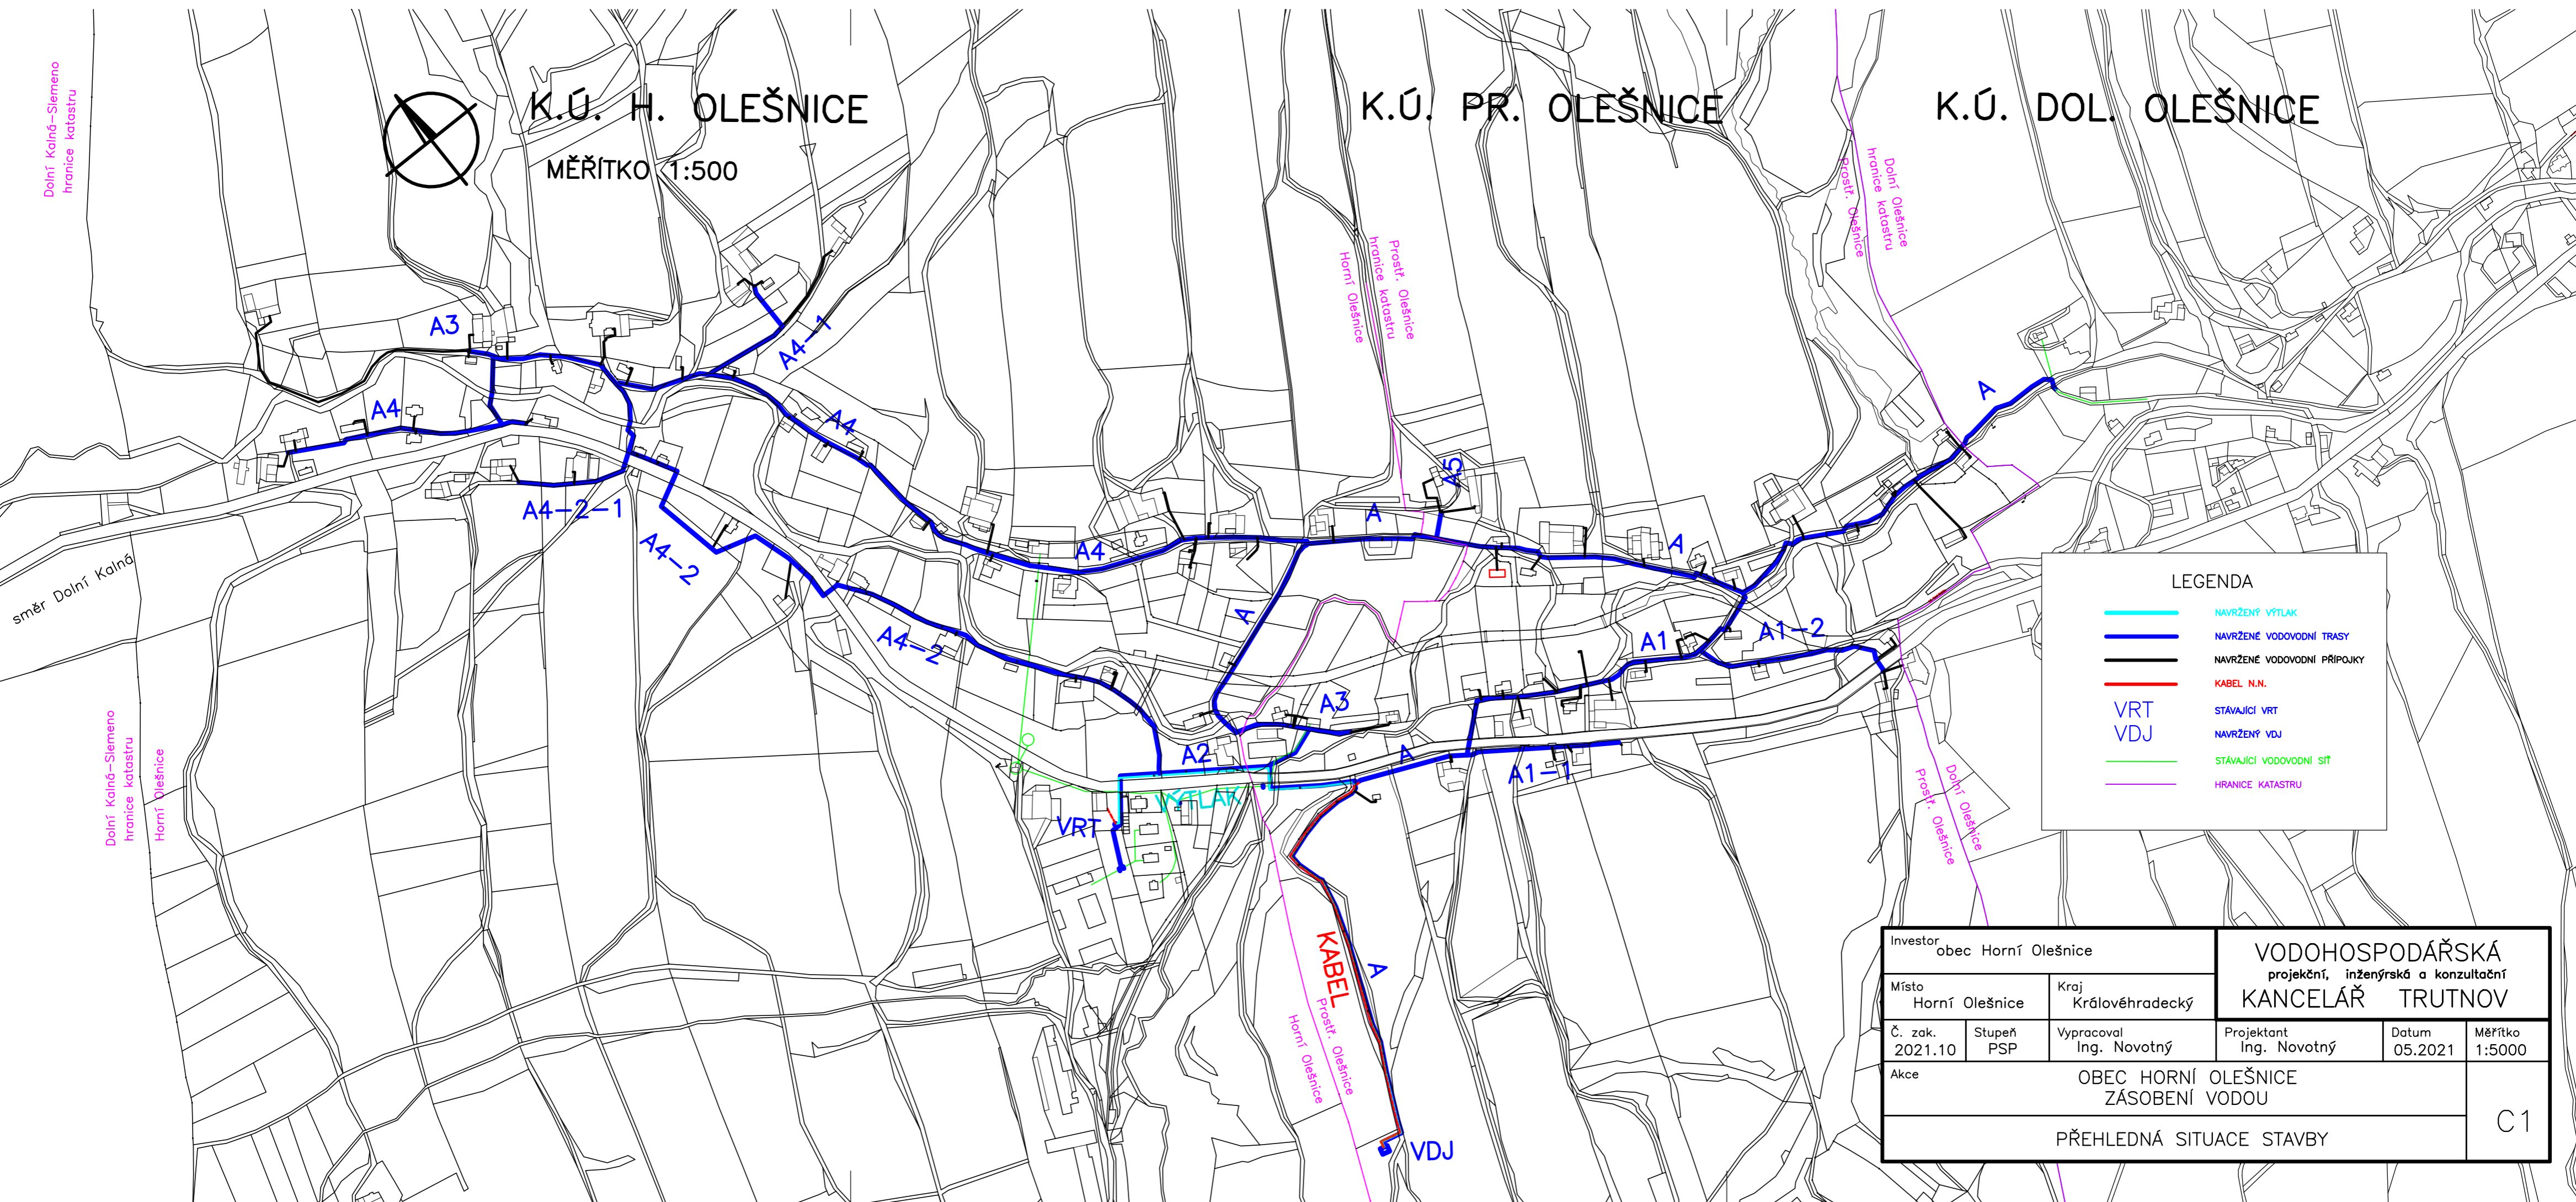 K.Ú. H. OLEŠNICE
MĚŘÍTKO 1:500
K.Ú. PR. OLEŠNICE
K.Ú. DOL. OLEŠNICE
Dolní Kalná-Slemeno
hranice katastru
Prostř. Olešnice
hranice katastru
Horní Olešnice
Dolní Olešnice
hranice katastru
Prostř. Olešnice
A3
A4-1
A4
A4
A4-2-1
A4-2
A4
A
A5
A
A
A
směr Dolní Kalná
A4-2
A3
A1
A1-2
A2
A
A1-1
VÝTLAK
VRT
KABEL
A
VDJ
Dolní Kalná-Slemeno
hranice katastru
Horní Olešnice
Prostř. Olešnice
Horní Olešnice
Dolní Olešnice
Prostř. Olešnice
LEGENDA
NAVRŽENÝ VÝTLAK
NAVRŽENÉ VODOVODNÍ TRASY
NAVRŽENÉ VODOVODNÍ PŘÍPOJKY
KABEL N.N.
VRT STÁVAJÍCÍ VRT
VDJ NAVRŽENÝ VDJ
STÁVAJÍCÍ VODOVODNÍ SÍŤ
HRANICE KATASTRU
Investor obec Horní Olešnice
VODOHOSPODÁŘSKÁ
projekční, inženýrská a konzultační
KANCELÁŘ TRUTNOV
Místo Horní Olešnice
Kraj Královéhradecký
Č. zak. 2021.10
Stupeň PSP
Vypracoval Ing. Novotný
Projektant Ing. Novotný
Datum 05.2021
Měřítko 1:5000
Akce
OBEC HORNÍ OLEŠNICE
ZÁSOBENÍ VODOU
PŘEHLEDNÁ SITUACE STAVBY
C1